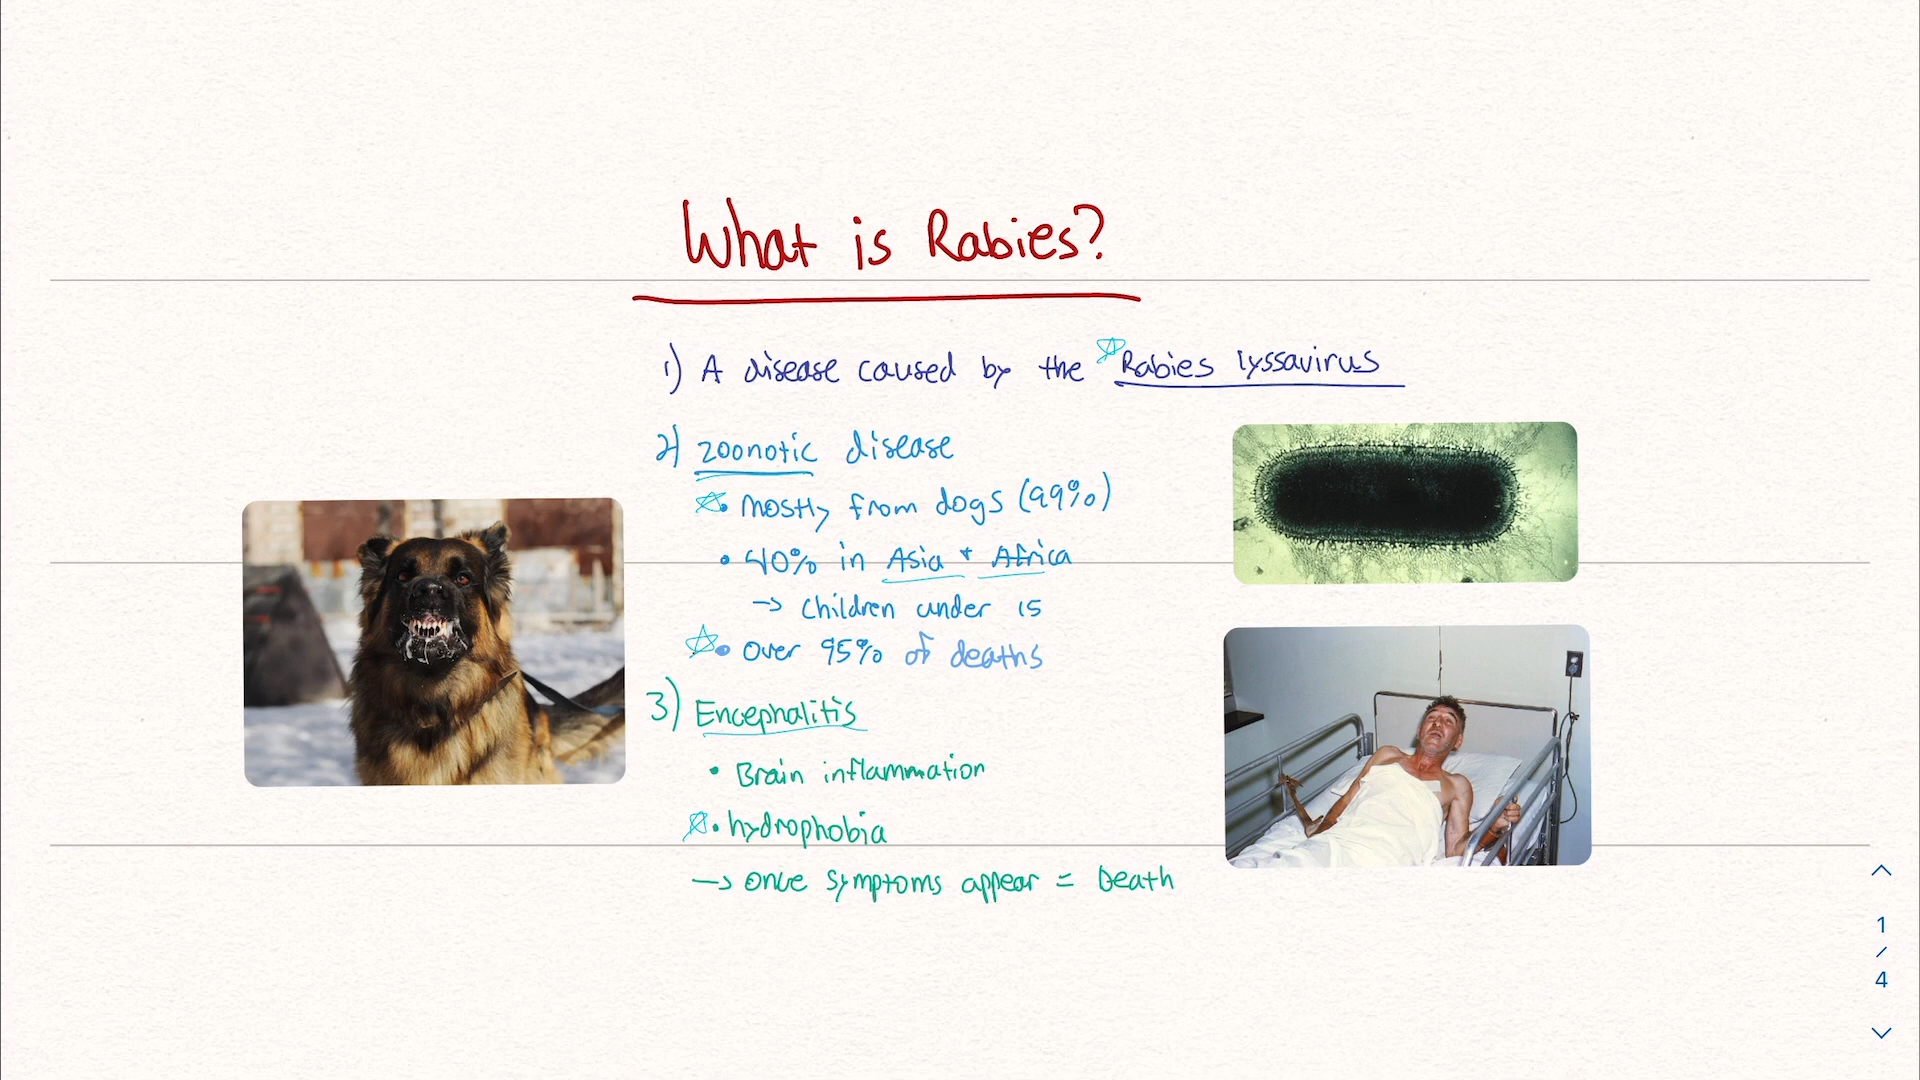 What is Rabies?
1) A disease caused by the Rabies lyssavirus
2) zoonotic disease
• mostly from dogs (99%)
• 40% in Asia + Africa
→ Children under 15
• Over 95% of deaths
3) Encephalitis
• Brain inflammation
• hydrophobia
→ Once symptoms appear = Death
1
/
4